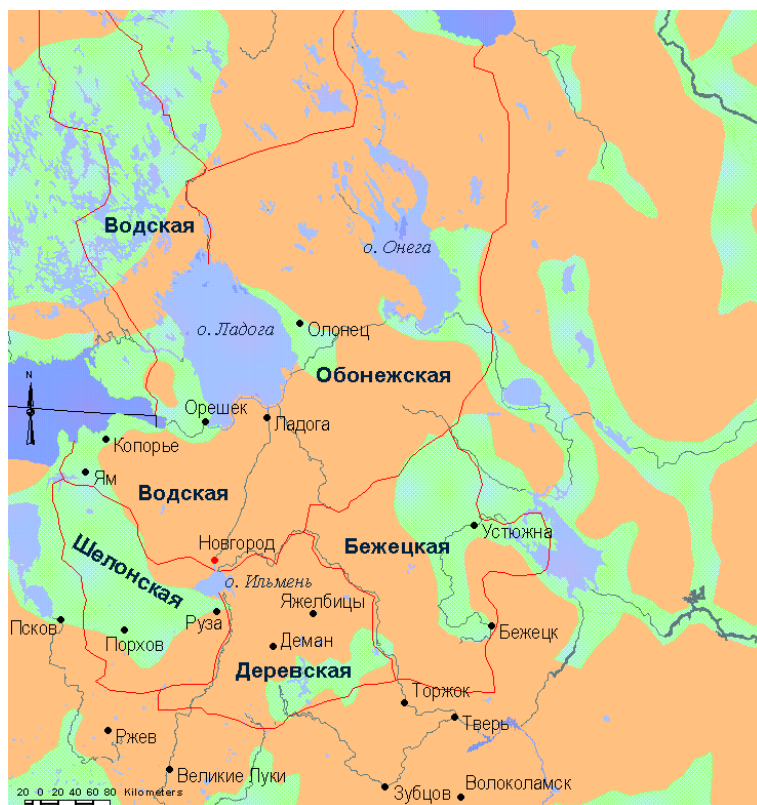 Водская
о. Онега
о. Ладога
Олонец
Обонежская
N
Орешек
Ладога
Копорье
Ям
Водская
Новгород
Бежецкая
Устюжна
Шелонская
о. Ильмень
Яжелбицы
Псков
Руза
Порхов
Деман
Бежецк
Деревская
Торжок
Тверь
Ржев
Великие Луки
Зубцов
Волоколамск
20 0 20 40 60 80 Kilometers